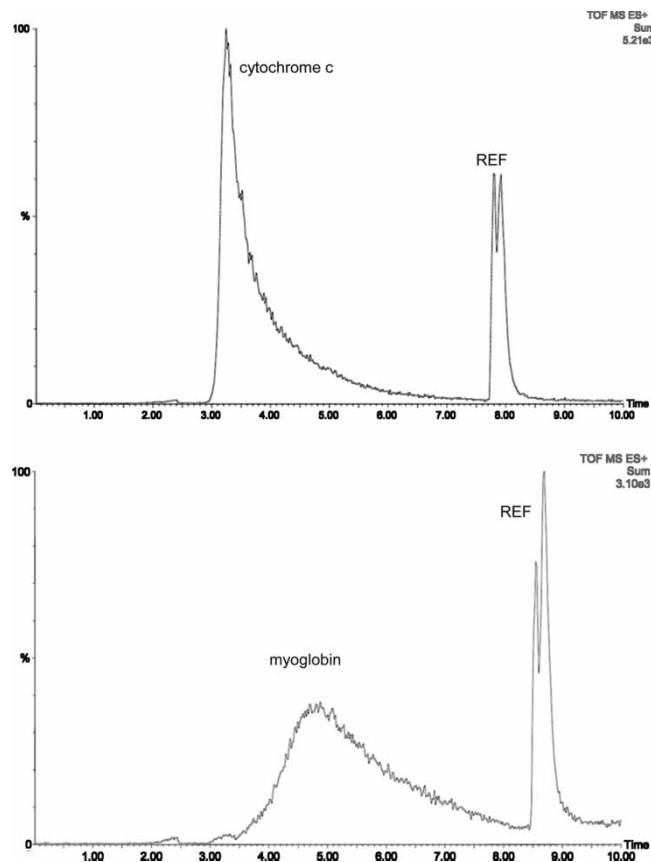 TOF MS ES+
Sum
5.21e3
100
cytochrome c
REF
%
0
1.00 2.00 3.00 4.00 5.00 6.00 7.00 8.00 9.00 10.00 Time
TOF MS ES+
Sum
3.10e3
100
REF
myoglobin
%
0
1.00 2.00 3.00 4.00 5.00 6.00 7.00 8.00 9.00 10.00 Time